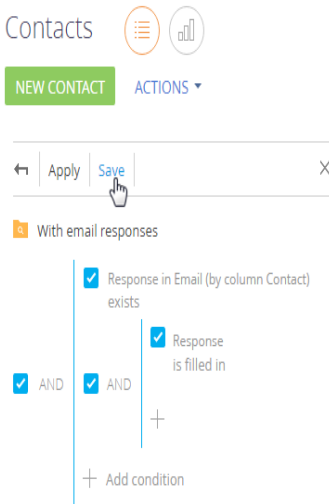 Contacts
NEW CONTACT ACTIONS
Apply Save
With email responses
Response in Email (by column Contact)
exists
Response
is filled in
AND AND
Add condition